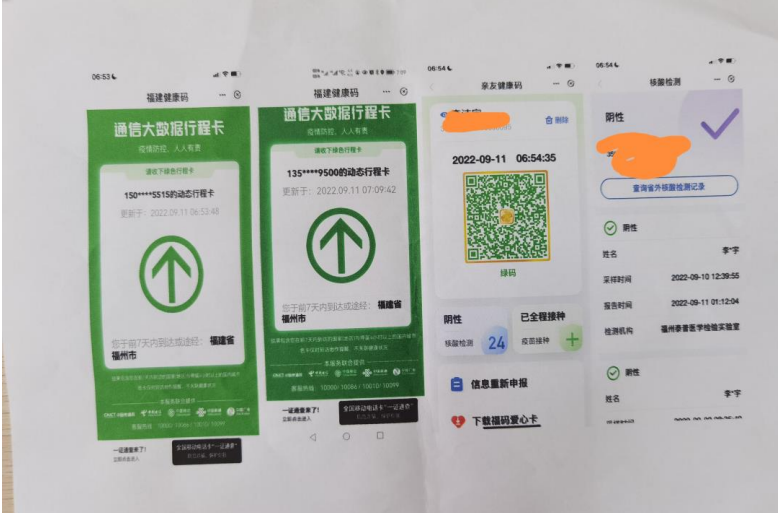 06:53
福建健康码
通信大数据行程卡
疫情防控，人人有责
请收下绿色行程卡
150****5515的动态行程卡
更新于：2022.09.11 06:53:48
您于前7天内到达或途经：福建省
福州市
本服务联合提供
一证通查来了!
立即点击进入
全国移动电话卡"一证通查"
福建健康码
通信大数据行程卡
疫情防控，人人有责
请收下绿色行程卡
135****9500的动态行程卡
更新于：2022.09.11 07:09:42
您于前7天内到达或途经：福建省
福州市
本服务联合提供
客服热线：10000/10086/10010/10099
一证通查来了!
立即点击进入
全国移动电话卡"一证通查"
06:54
亲友健康码
删除
2022-09-11 06:54:35
绿码
阴性
核酸检测 24
已全程接种
疫苗接种
信息重新申报
下载福码爱心卡
06:54
核酸检测
阴性
查询省外核酸检测记录
阴性
姓名 李*宇
采样时间 2022-09-10 12:39:55
报告时间 2022-09-11 01:12:04
检测机构 福州泰普医学检验实验室
阴性
姓名 李*宇